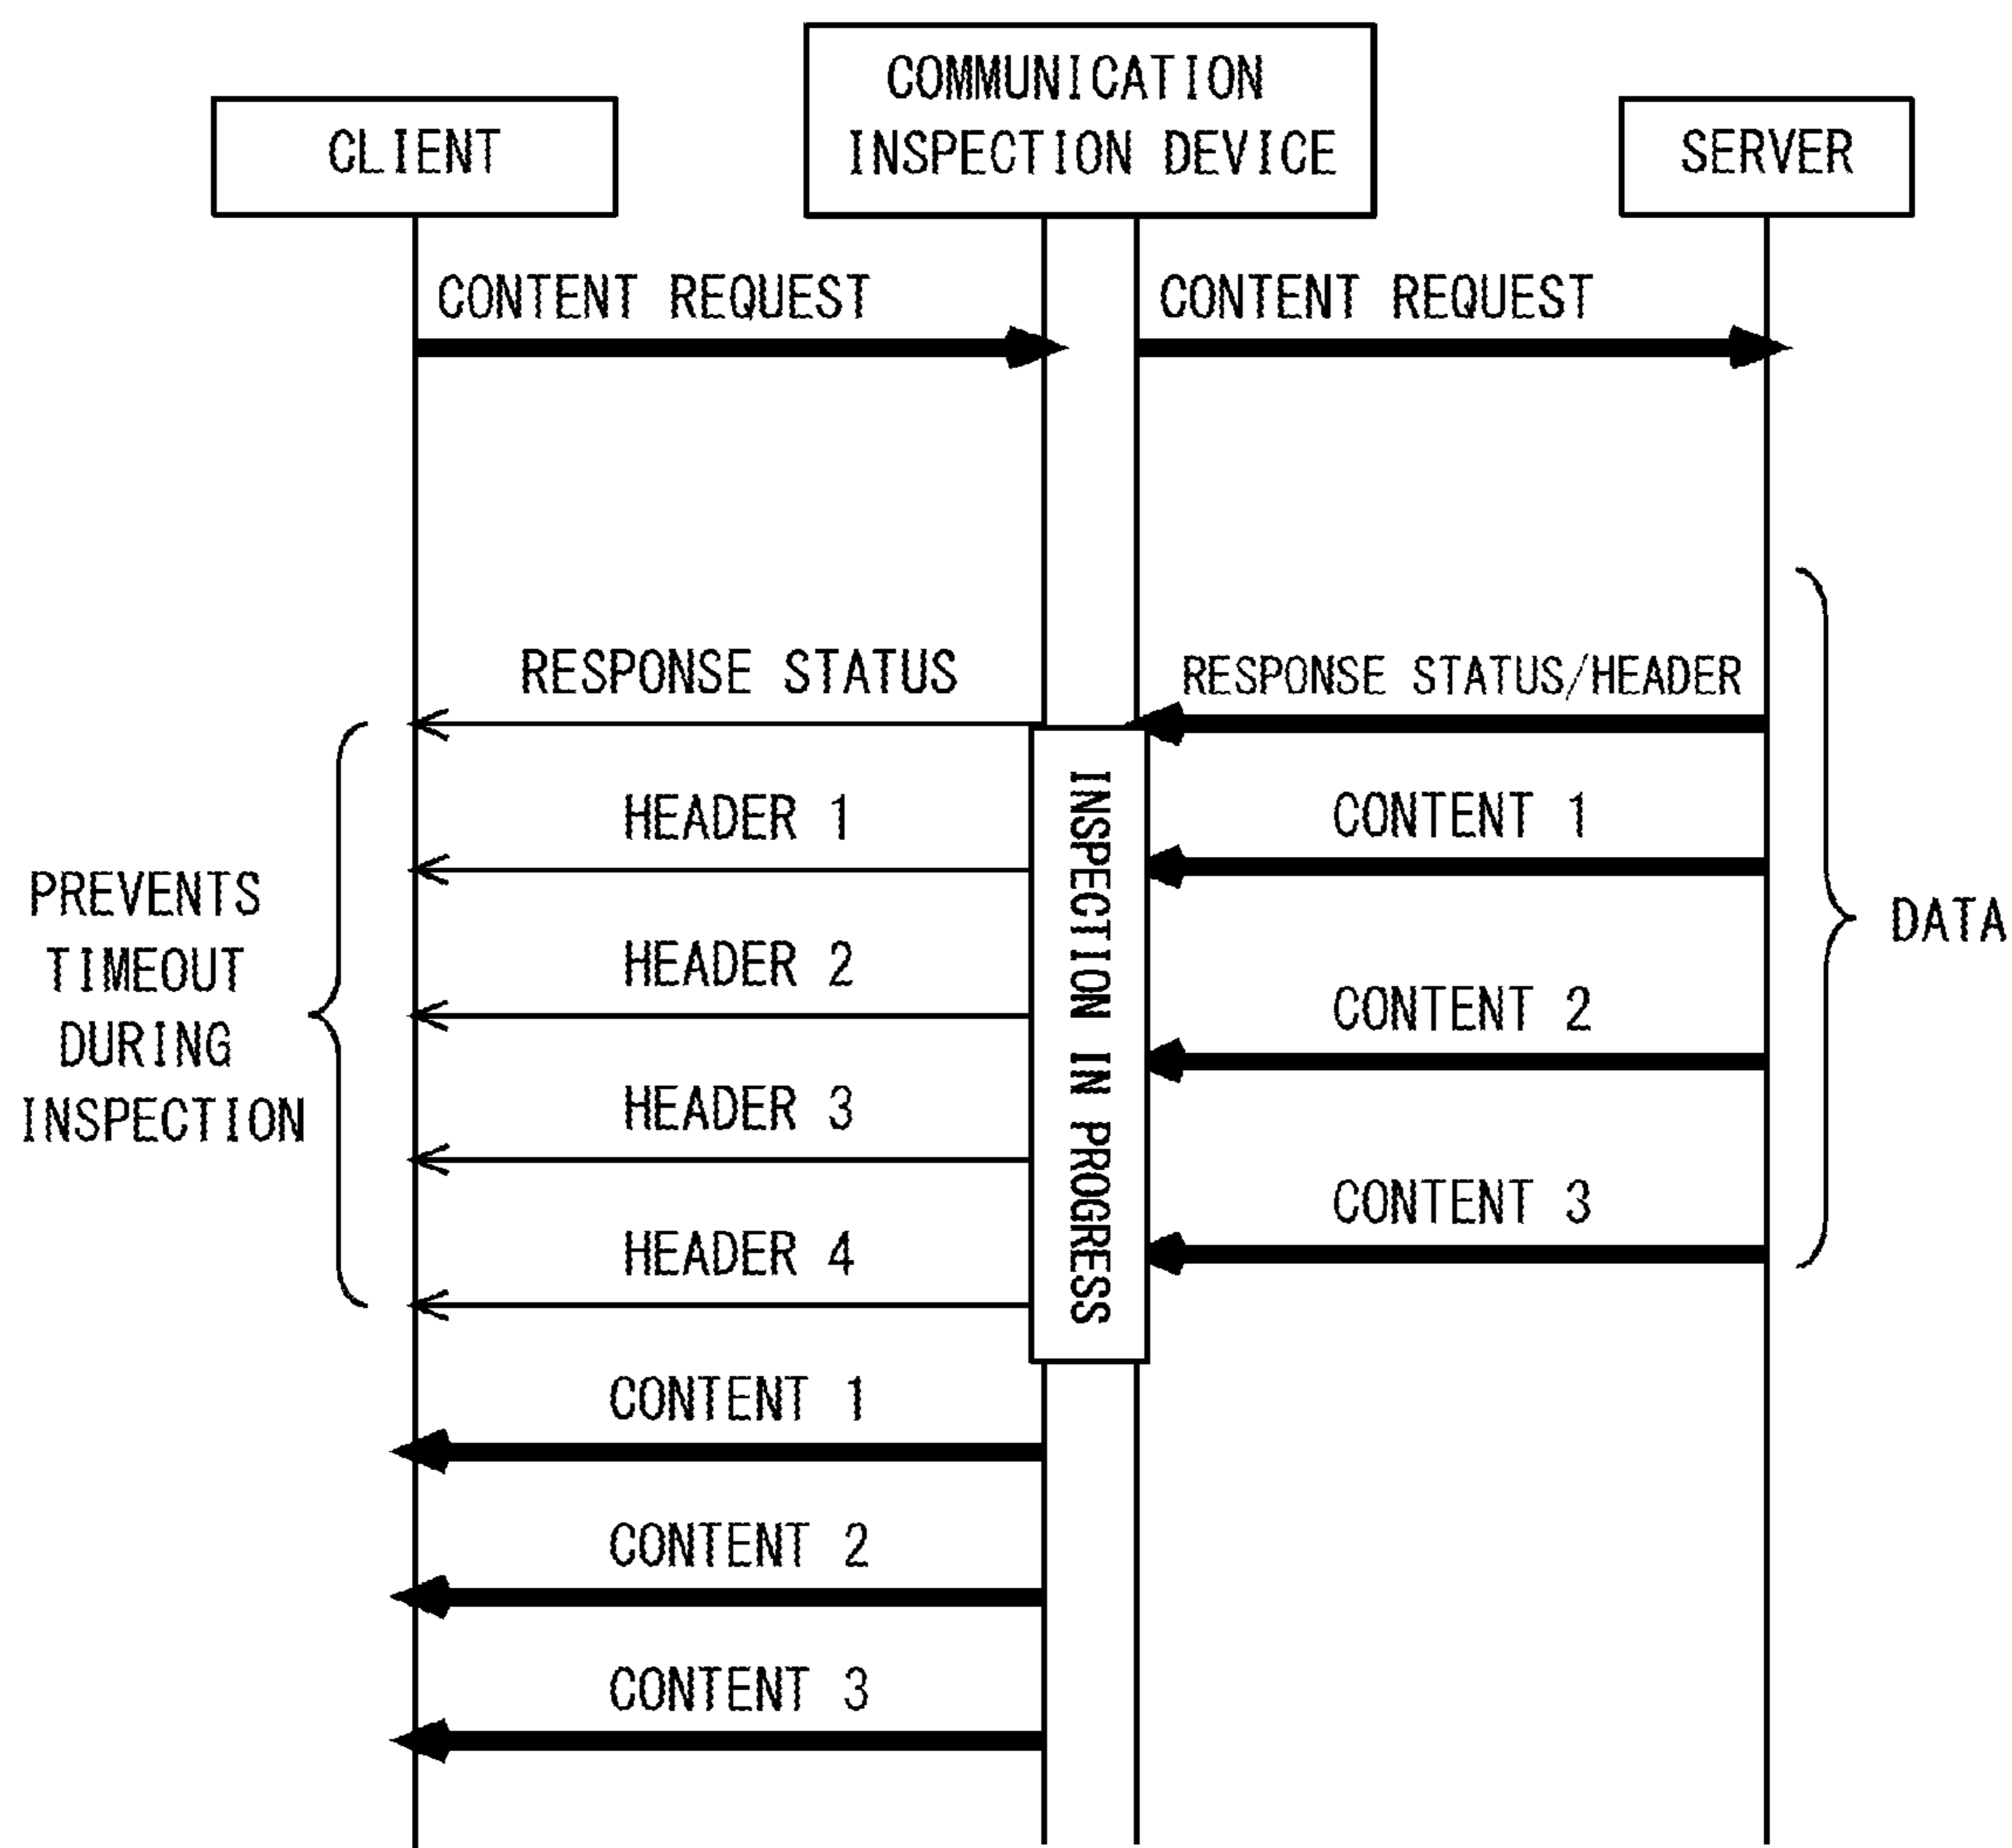 COMMUNICATION
INSPECTION DEVICE
CLIENT
SERVER
CONTENT REQUEST
CONTENT REQUEST
RESPONSE STATUS
RESPONSE STATUS/HEADER
HEADER 1
CONTENT 1
HEADER 2
CONTENT 2
HEADER 3
CONTENT 3
HEADER 4
PREVENTS
TIMEOUT
DURING
INSPECTION
INSPECTION IN PROGRESS
DATA
CONTENT 1
CONTENT 2
CONTENT 3